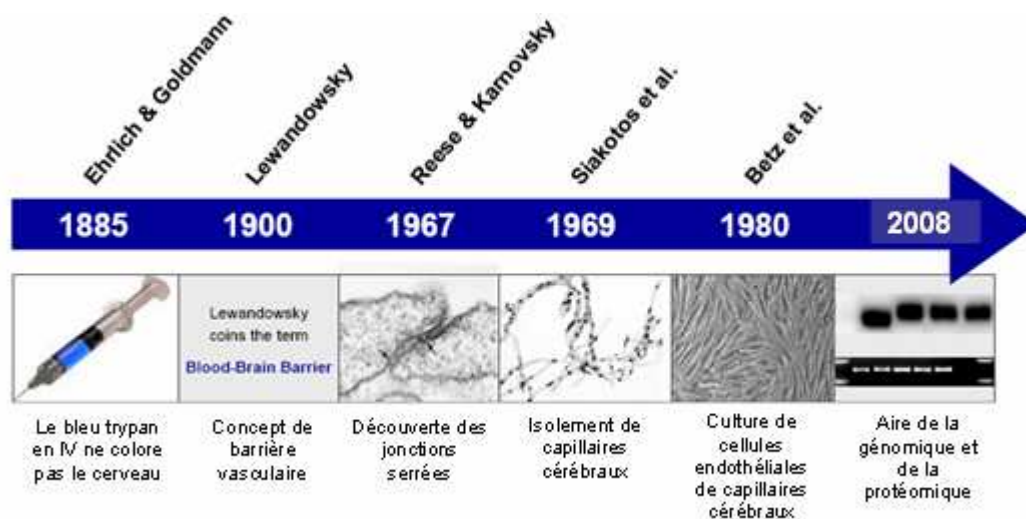 Ehrlich & Goldmann
Lewandowsky
Reese & Karnovsky
Siakotos et al.
Betz et al.
1885
1900
1967
1969
1980
2008
Lewandowsky
coins the term
Blood-Brain Barrier
Le bleu trypan
en IV ne colore
pas le cerveau
Concept de
barrière
vasculaire
Découverte des
jonctions
serrées
Isolement de
capillaires
cérébraux
Culture de
cellules
endothéliales
de capillaires
cérébraux
Aire de la
génomique et
de la
protéomique